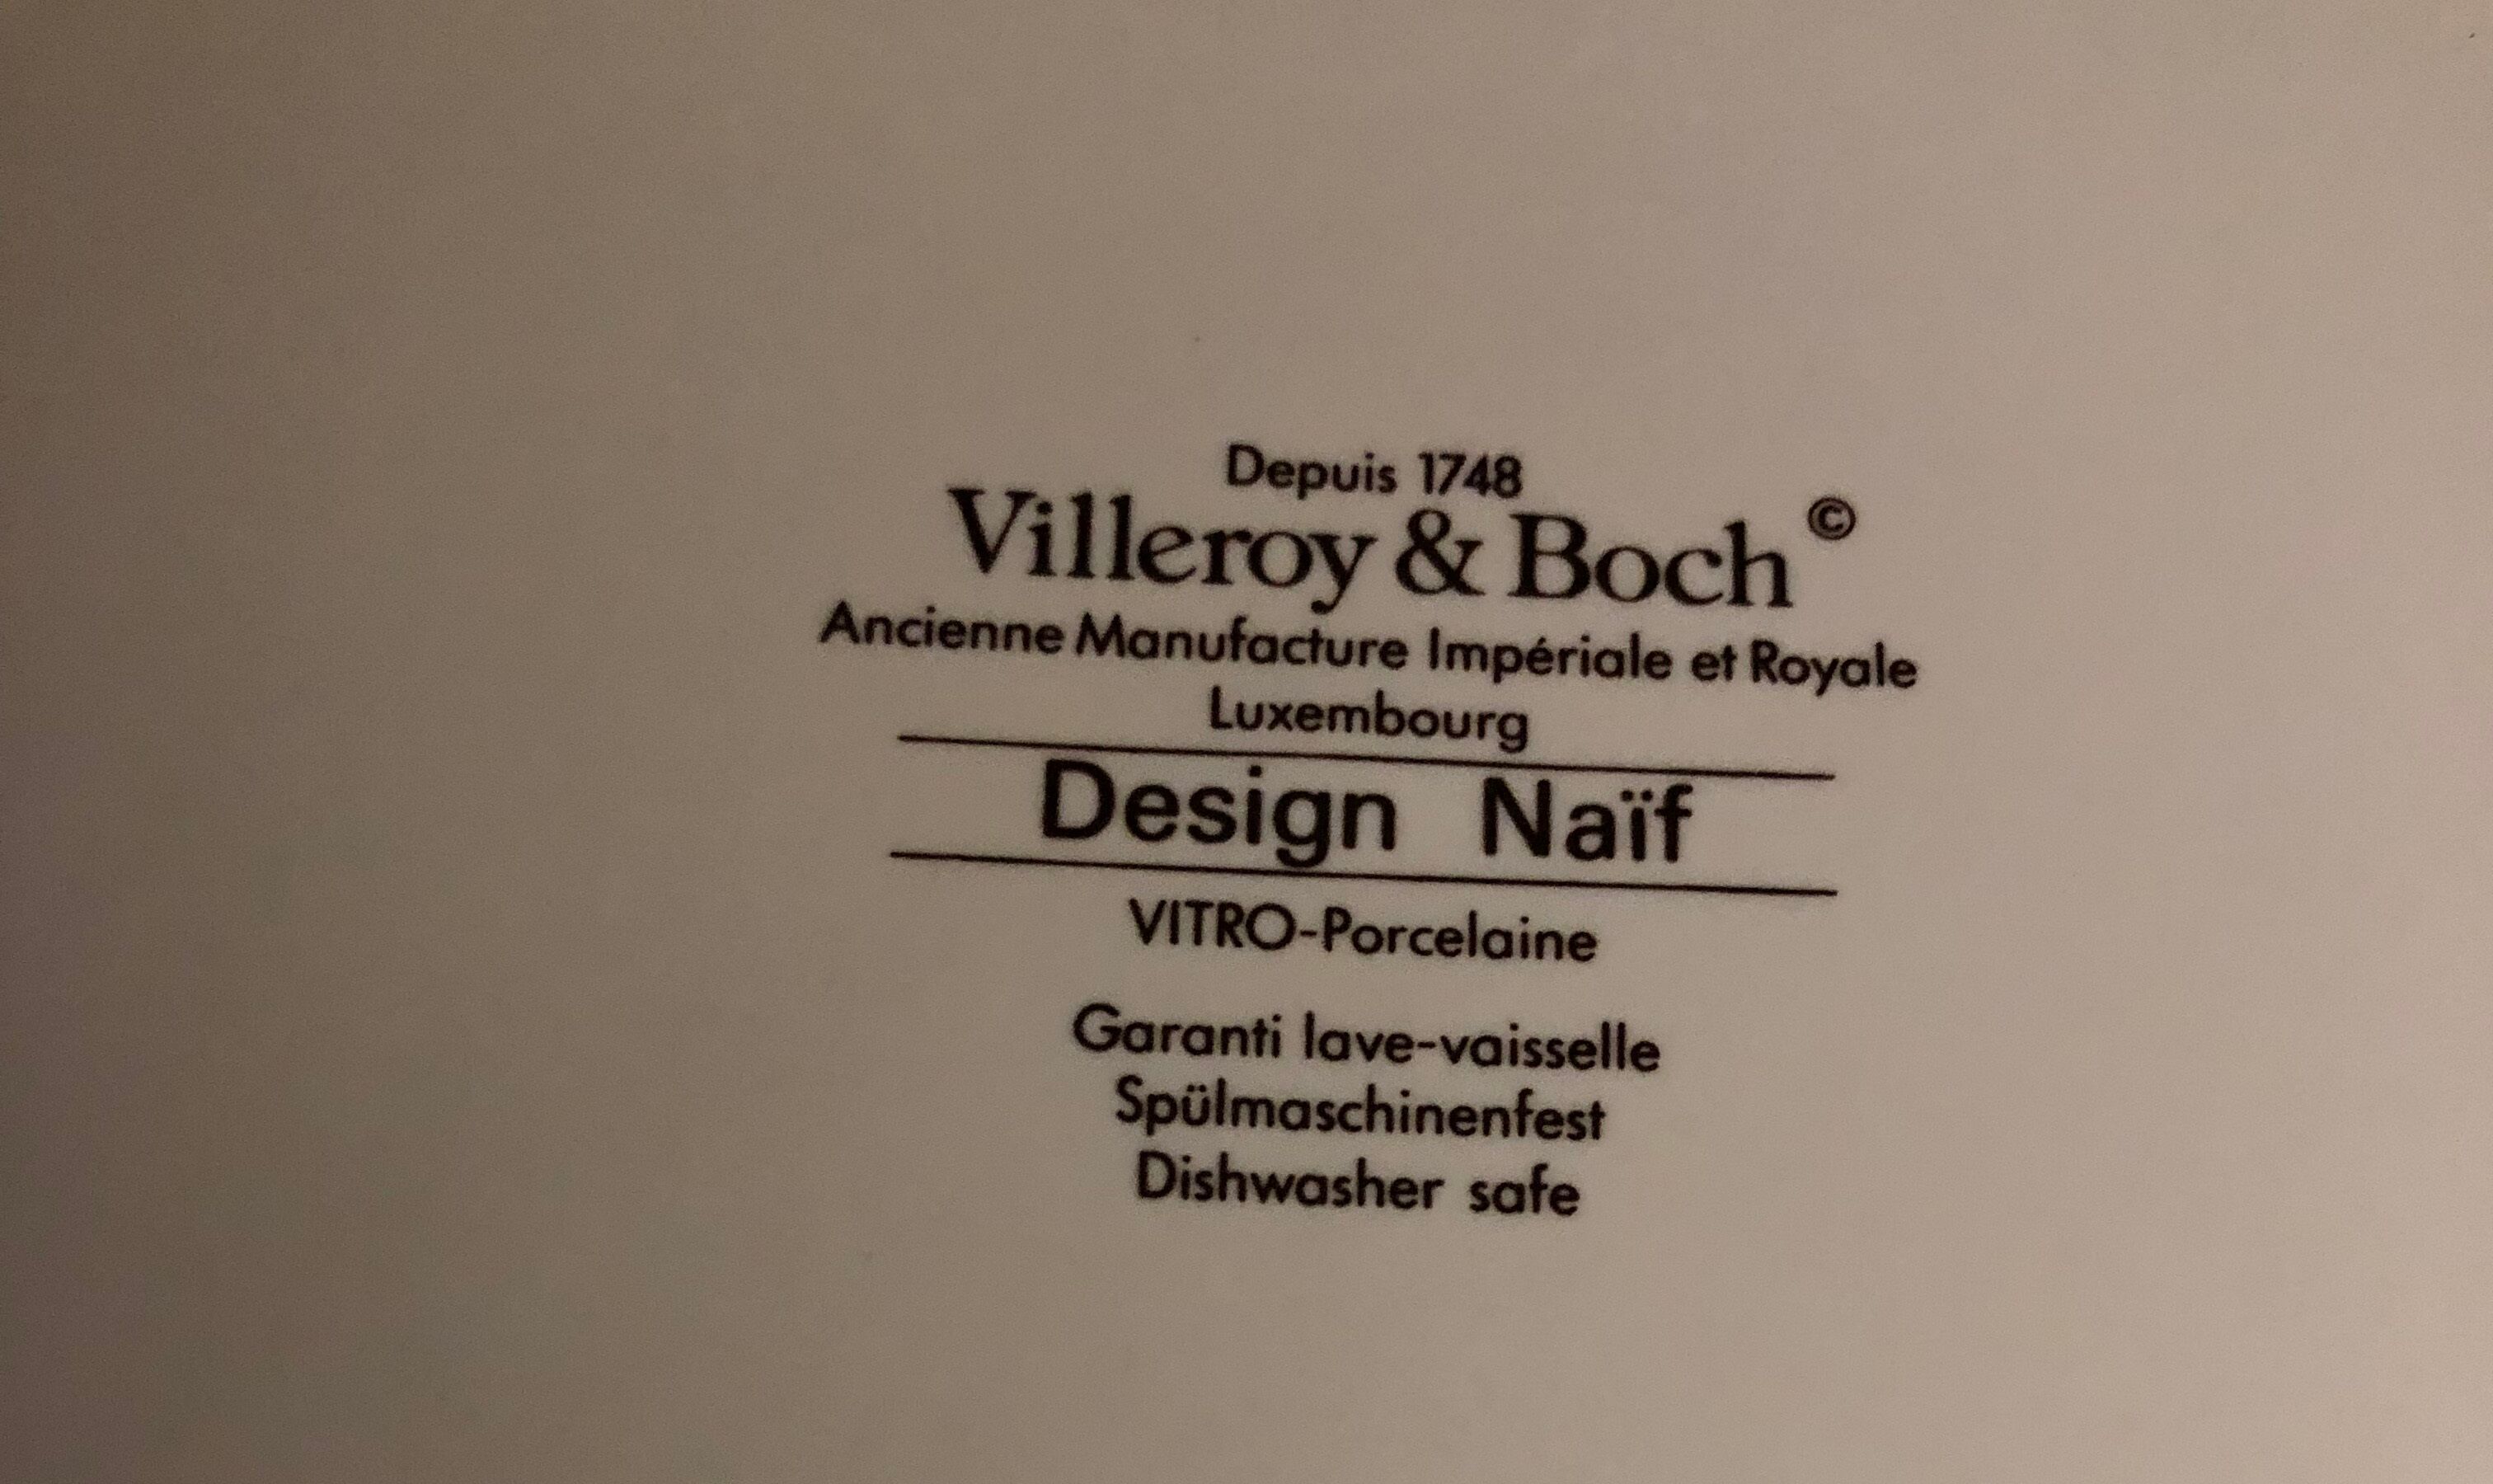 Depuis 1748
Villeroy & Boch ©
Ancienne Manufacture Impériale et Royale
Luxembourg
Design Naïf
VITRO-Porcelaine
Garanti lave-vaisselle
Spülmaschinenfest
Dishwasher safe